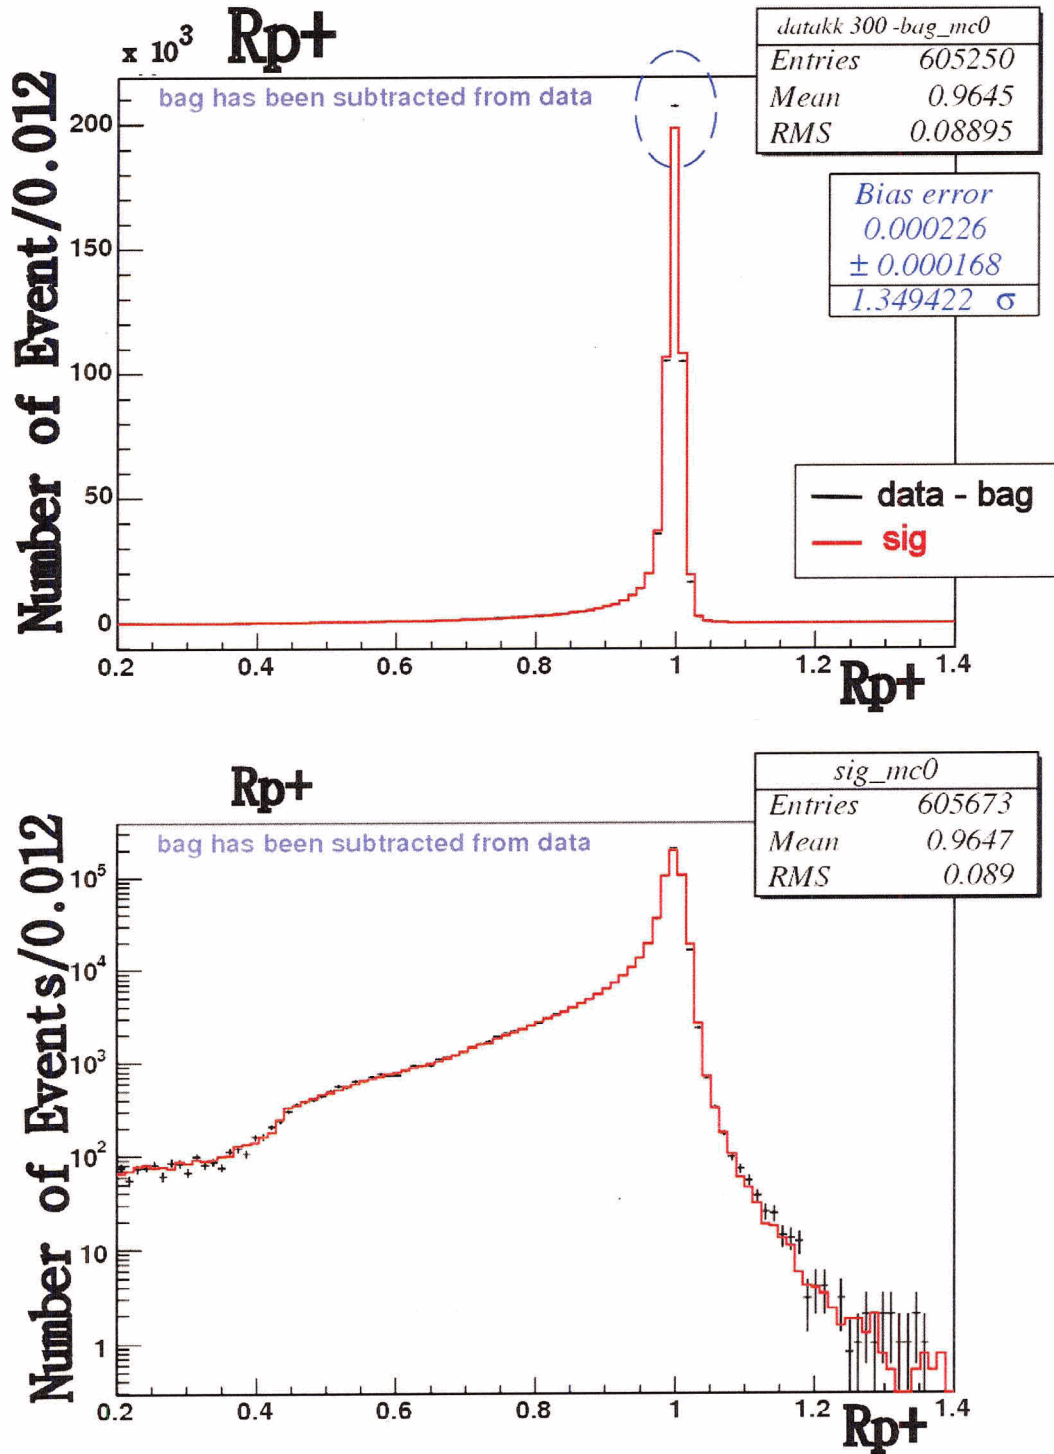 x 10³ Rp+
bag has been subtracted from data
datakk 300 -bag_mc0
Entries 605250
Mean 0.9645
RMS 0.08895
Bias error
0.000226
± 0.000168
1.349422 σ
Number of Event/0.012
200
150
100
50
0
data - bag
sig
0.2 0.4 0.6 0.8 1 1.2 1.4
Rp+
Rp+
bag has been subtracted from data
sig_mc0
Entries 605673
Mean 0.9647
RMS 0.089
Number of Events/0.012
10⁵
10⁴
10³
10²
10
1
0.2 0.4 0.6 0.8 1 1.2 1.4
Rp+